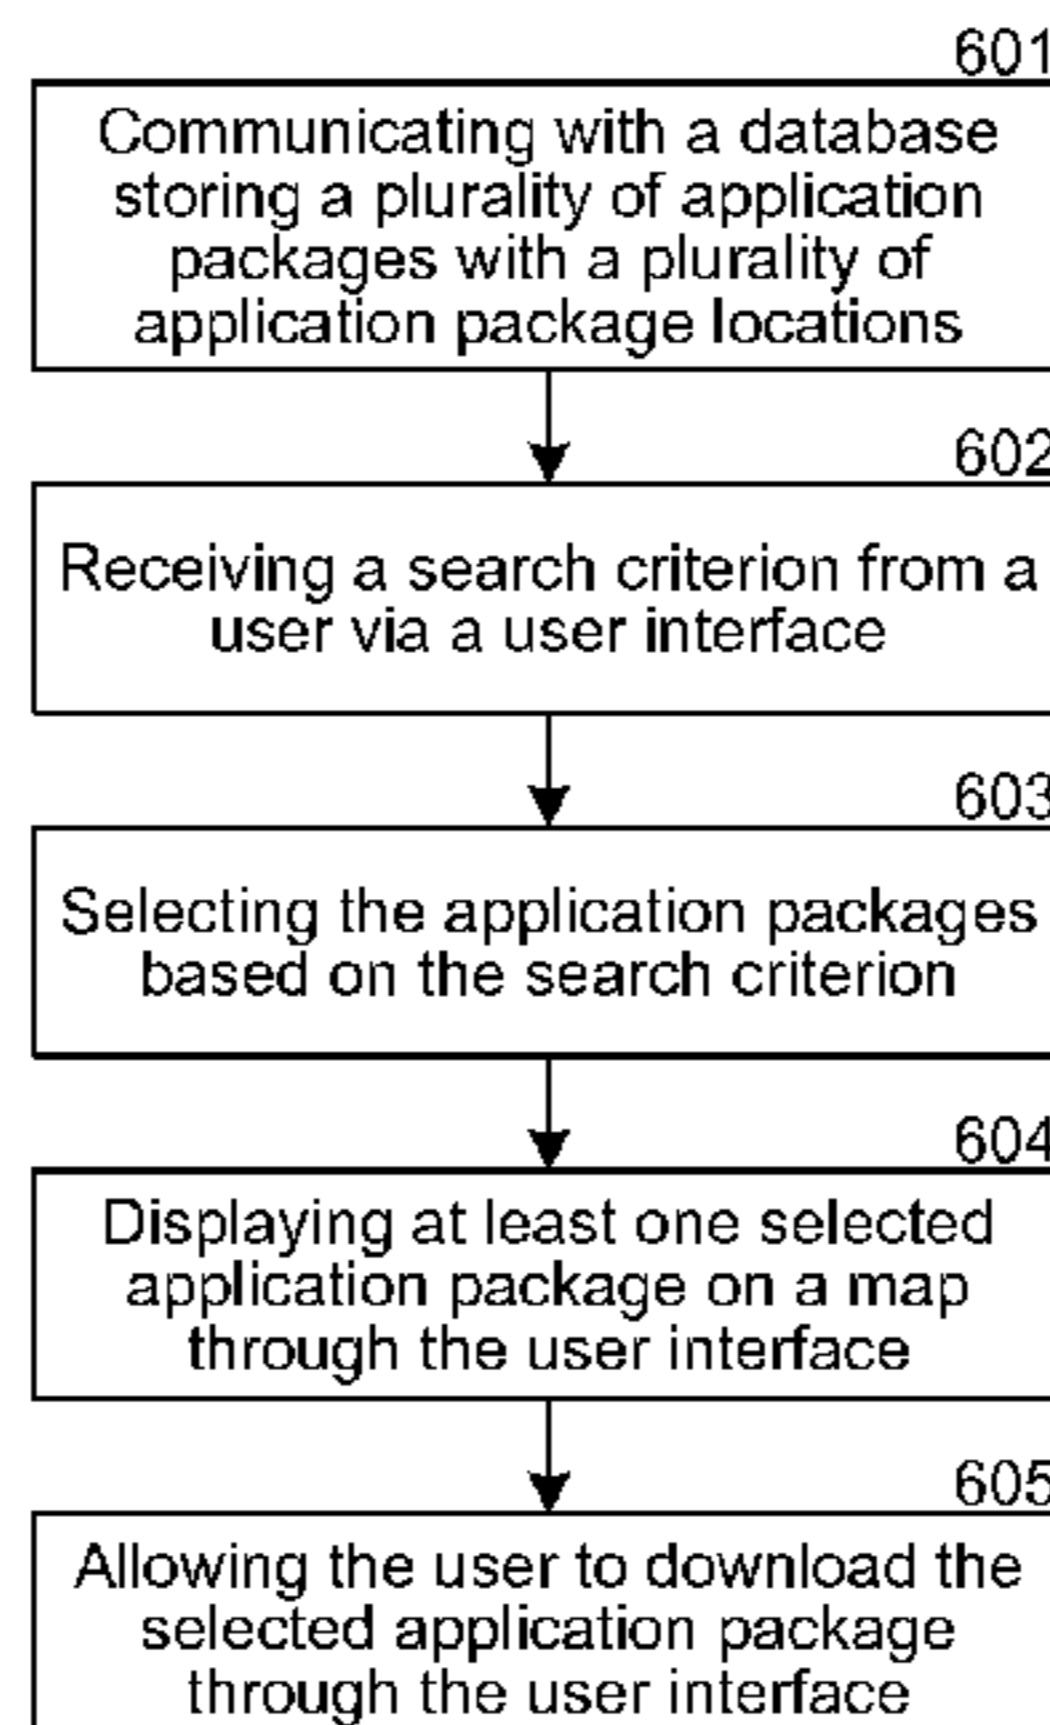 601
Communicating with a database
storing a plurality of application
packages with a plurality of
application package locations
602
Receiving a search criterion from a
user via a user interface
603
Selecting the application packages
based on the search criterion
604
Displaying at least one selected
application package on a map
through the user interface
605
Allowing the user to download the
selected application package
through the user interface